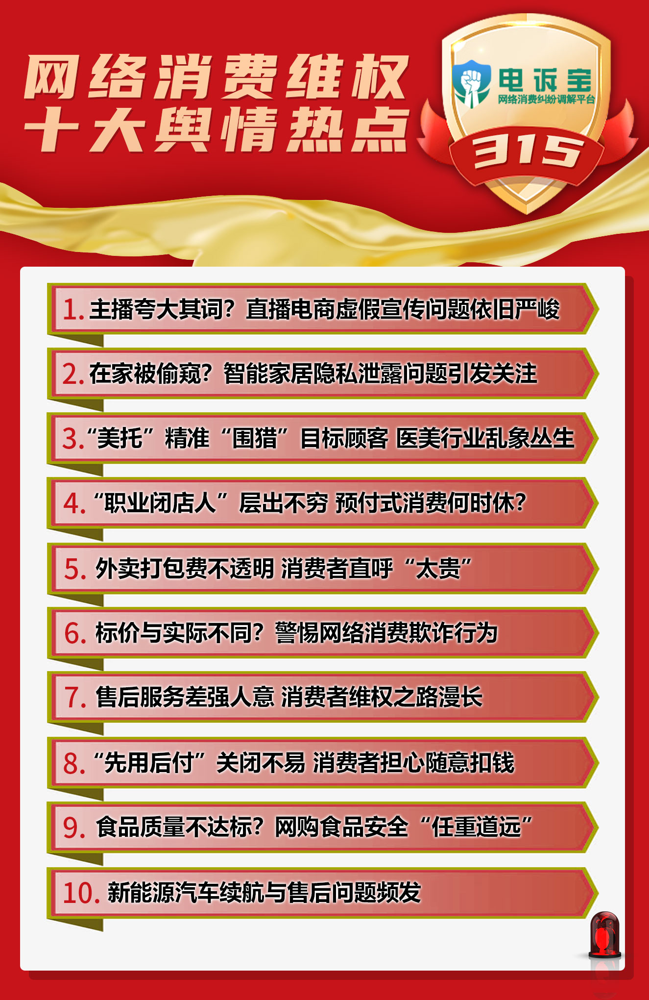 网络消费维权
十大舆情热点
电诉宝
网络消费纠纷调解平台
315
1. 主播夸大其词？直播电商虚假宣传问题依旧严峻
2. 在家被偷窥？智能家居隐私泄露问题引发关注
3. “美托”精准“围猎”目标顾客 医美行业乱象丛生
4. “职业闭店人”层出不穷 预付式消费何时休？
5. 外卖打包费不透明 消费者直呼“太贵”
6. 标价与实际不同？警惕网络消费欺诈行为
7. 售后服务差强人意 消费者维权之路漫长
8. “先用后付”关闭不易 消费者担心随意扣钱
9. 食品质量不达标？网购食品安全“任重道远”
10. 新能源汽车续航与售后问题频发